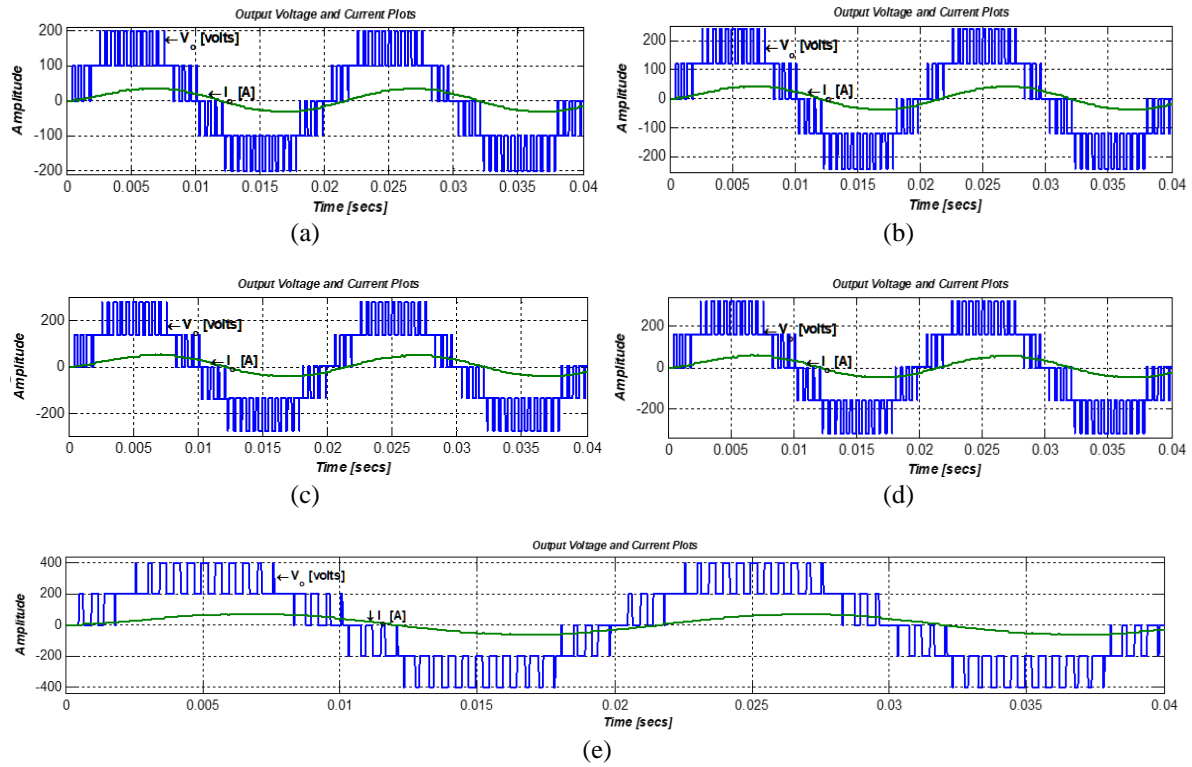 Output Voltage and Current Plots
Amplitude
200
100
0
-100
-200
←V_o [volts]
←I_o [A]
0 0.005 0.01 0.015 0.02 0.025 0.03 0.035 0.04
Time [secs]
(a)
Output Voltage and Current Plots
Amplitude
200
100
0
-100
-200
←V_o [volts]
←I_o [A]
0 0.005 0.01 0.015 0.02 0.025 0.03 0.035 0.04
Time [secs]
(b)
Output Voltage and Current Plots
Amplitude
200
0
-200
←V_o [volts]
←I_o [A]
0 0.005 0.01 0.015 0.02 0.025 0.03 0.035 0.04
Time [secs]
(c)
Output Voltage and Current Plots
Amplitude
200
0
-200
←V_o [volts]
←I_o [A]
0 0.005 0.01 0.015 0.02 0.025 0.03 0.035 0.04
Time [secs]
(d)
Output Voltage and Current Plots
Amplitude
400
200
0
-200
-400
←V_o [volts]
↓I_o [A]
0 0.005 0.01 0.015 0.02 0.025 0.03 0.035 0.04
Time [secs]
(e)